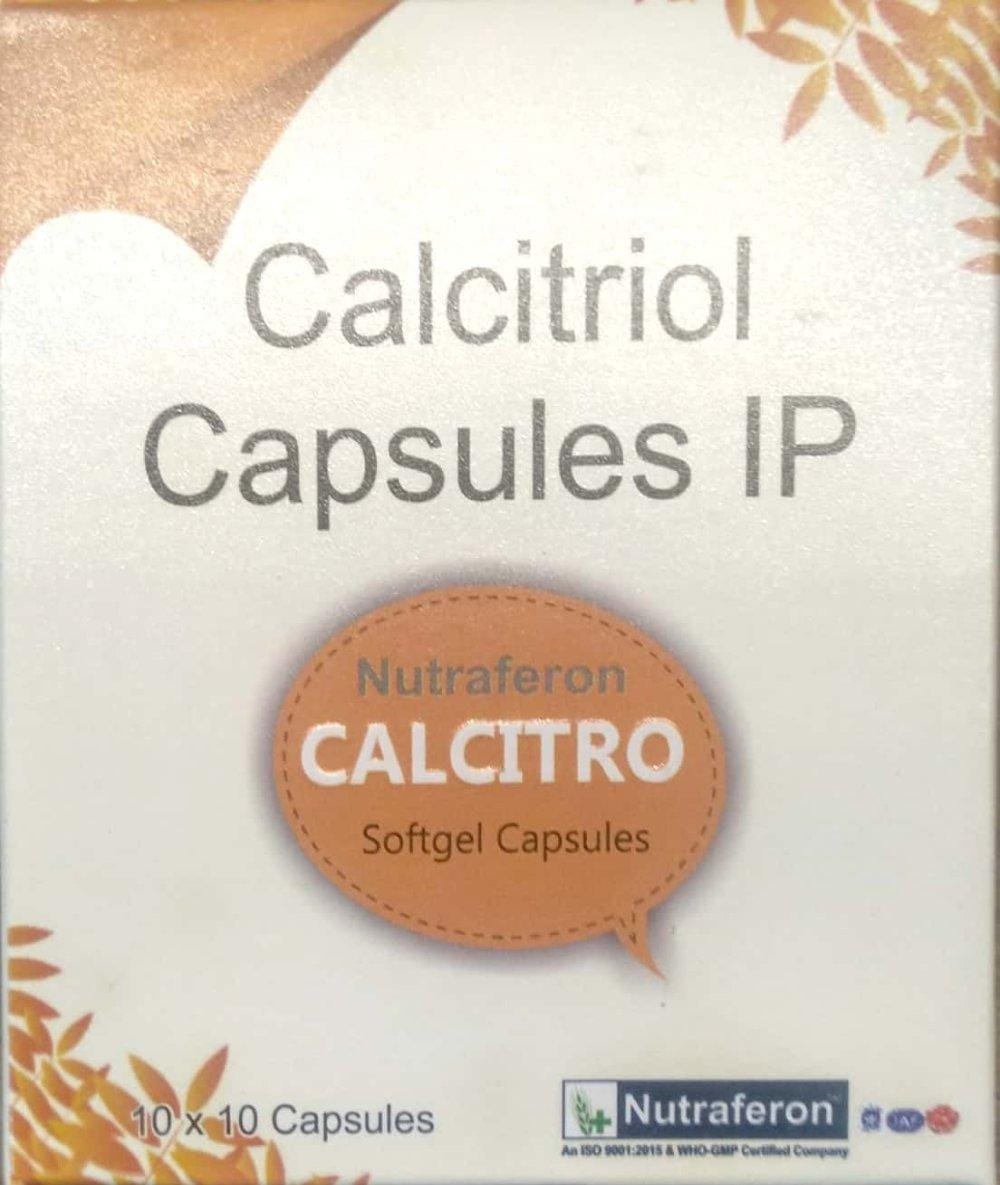 Calcitriol
Capsules IP
Nutraferon
CALCITRO
Softgel Capsules
10 x 10 Capsules
Nutraferon
An ISO 9001:2015 & WHO-GMP Certified Company